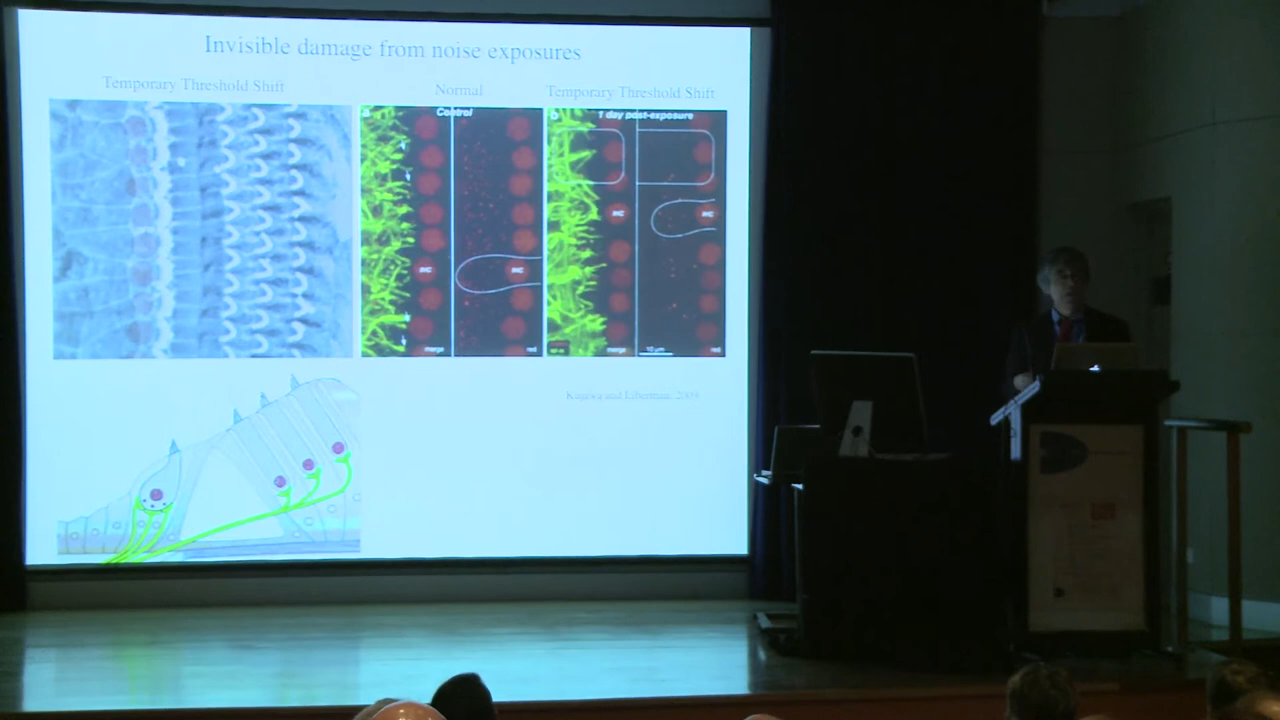 Invisible damage from noise exposures
Temporary Threshold Shift
Normal
Temporary Threshold Shift
a Control
b 1 day post-exposure
IHC
IHC
IHC
IHC
merge
red
merge
10 µm
red
Kujawa and Liberman, 2009